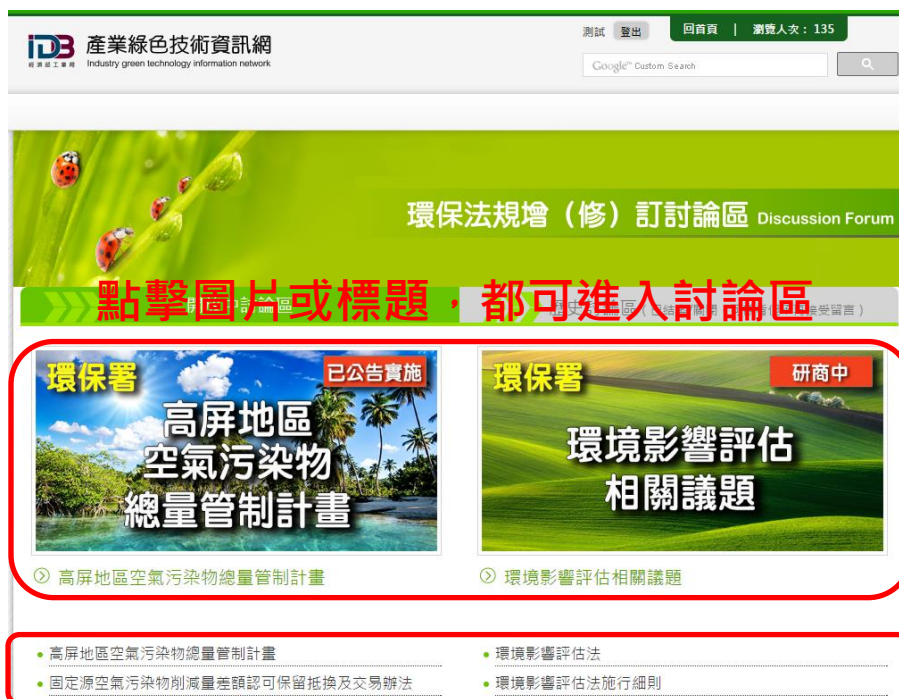 測試 登出 回首頁 | 瀏覽人次：135
iDB 產業綠色技術資訊網
經濟部工業局 Industry green technology information network
Google™ Custom Search
環保法規增（修）訂討論區 Discussion Forum
點擊圖片或標題，都可進入討論區
環保署 已公告實施
高屏地區
空氣污染物
總量管制計畫
環保署 研商中
環境影響評估
相關議題
高屏地區空氣污染物總量管制計畫
環境影響評估相關議題
• 高屏地區空氣污染物總量管制計畫
• 環境影響評估法
• 固定源空氣污染物削減量差額認可保留抵換及交易辦法
• 環境影響評估法施行細則